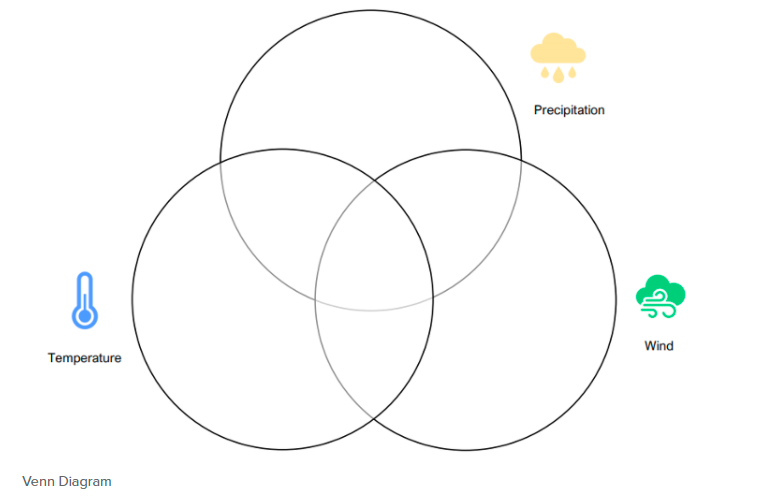 Precipitation
Temperature
Wind
Venn Diagram